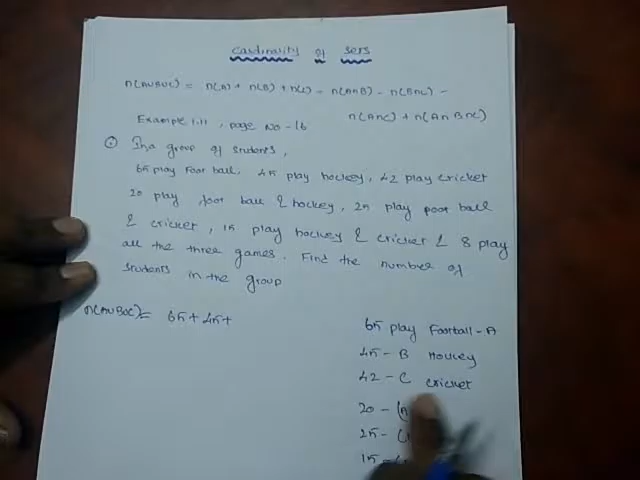 Cardinality of sets
n(AUBUC) = n(A) + n(B) + n(C) - n(A∩B) - n(B∩C) -
n(A∩C) + n(A∩B∩C)
Example 1.11, page No - 16
In a group of students,
65 play foot ball, 45 play hockey, 42 play cricket
20 play foot ball & hockey, 25 play foot ball
& cricket, 15 play hockey & cricket & 8 play
all the three games. Find the number of
students in the group
n(AUBUC) = 65 + 45 +
65 play Football - A
45 - B Hockey
42 - C cricket
20 - (A
25 - (
15 -